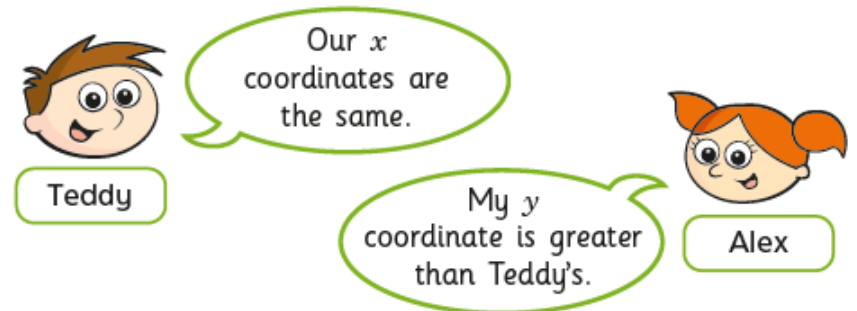 Our x
coordinates are
the same.
Teddy
My y
coordinate is greater
than Teddy's.
Alex